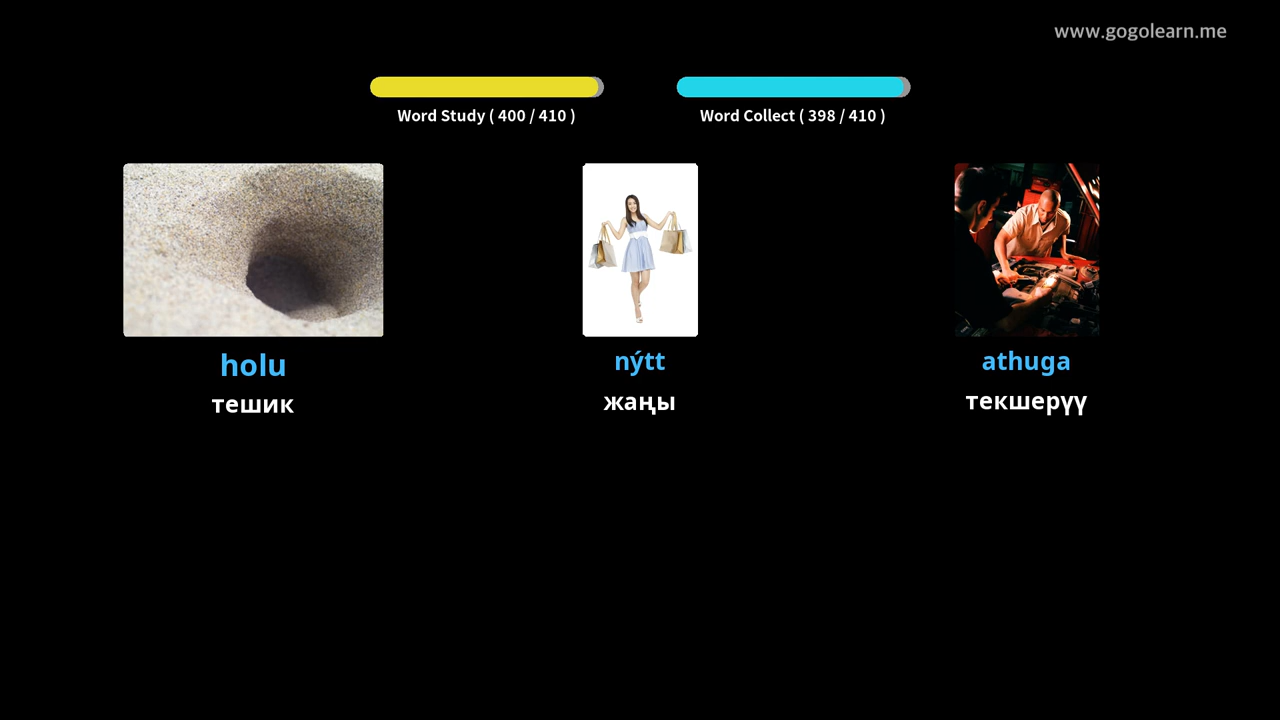 www.gogolearn.me
Word Study ( 400 / 410 )
Word Collect ( 398 / 410 )
holu
тешик
nýtt
жаңы
athuga
текшерүү